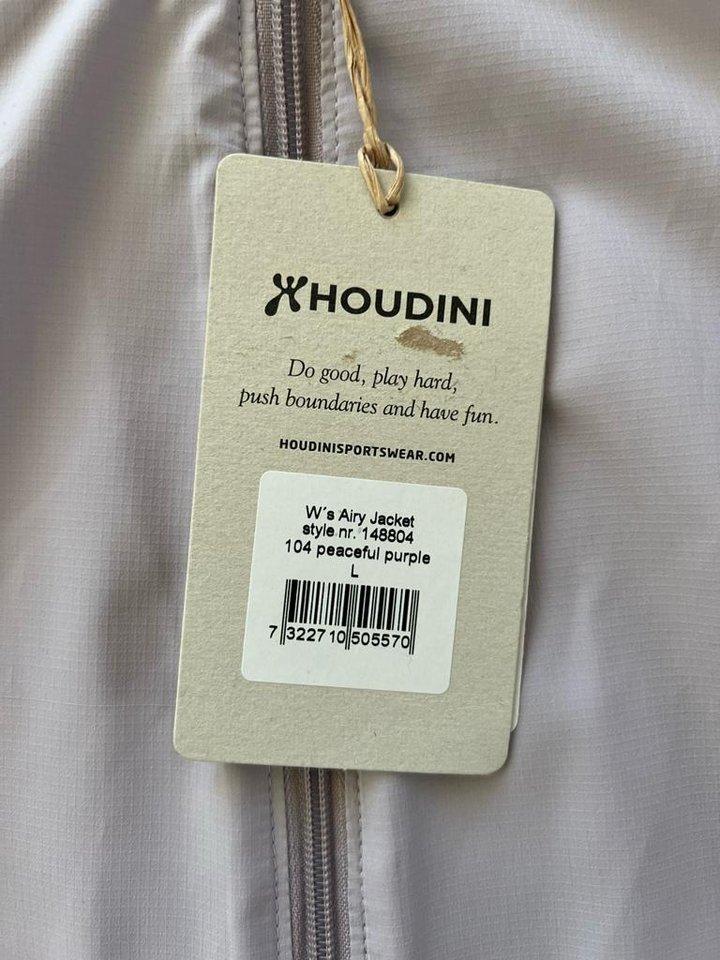 HOUDINI
Do good, play hard,
push boundaries and have fun.
HOUDINISPORTSWEAR.COM
W´s Airy Jacket
style nr. 148804
104 peaceful purple
L
7 322710 505570